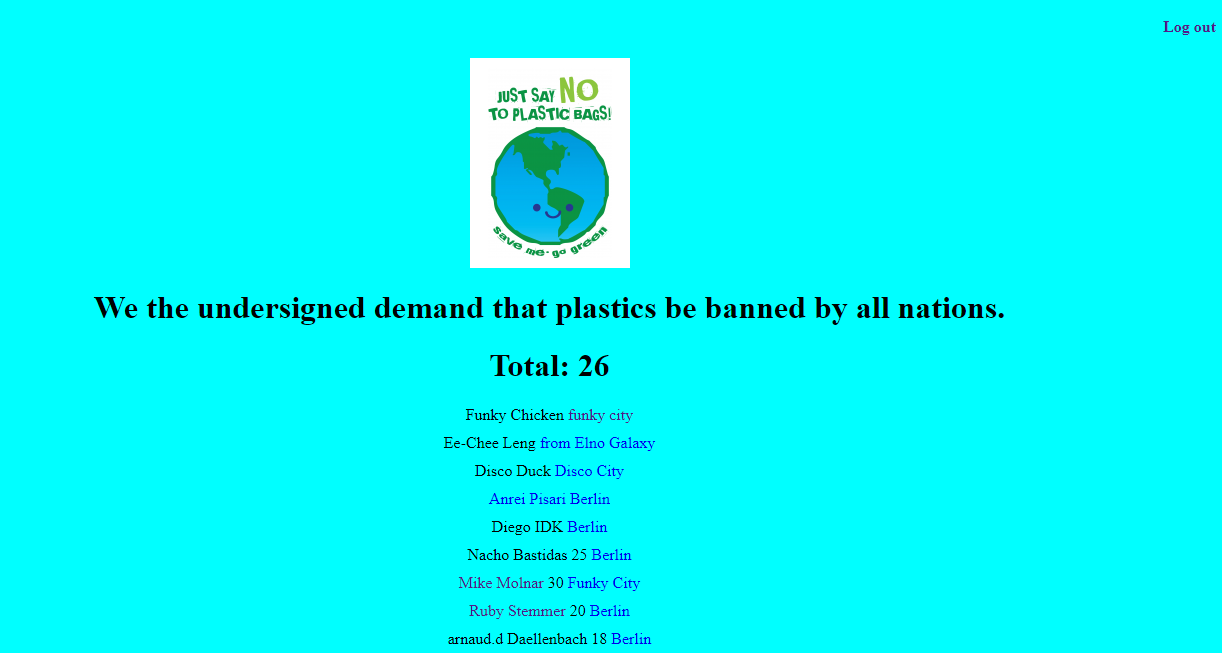 Log out
JUST SAY NO
TO PLASTIC BAGS!
save me - go green
We the undersigned demand that plastics be banned by all nations.
Total: 26
Funky Chicken funky city
Ee-Chee Leng from Elno Galaxy
Disco Duck Disco City
Anrei Pisari Berlin
Diego IDK Berlin
Nacho Bastidas 25 Berlin
Mike Molnar 30 Funky City
Ruby Stemmer 20 Berlin
arnaud.d Daellenbach 18 Berlin